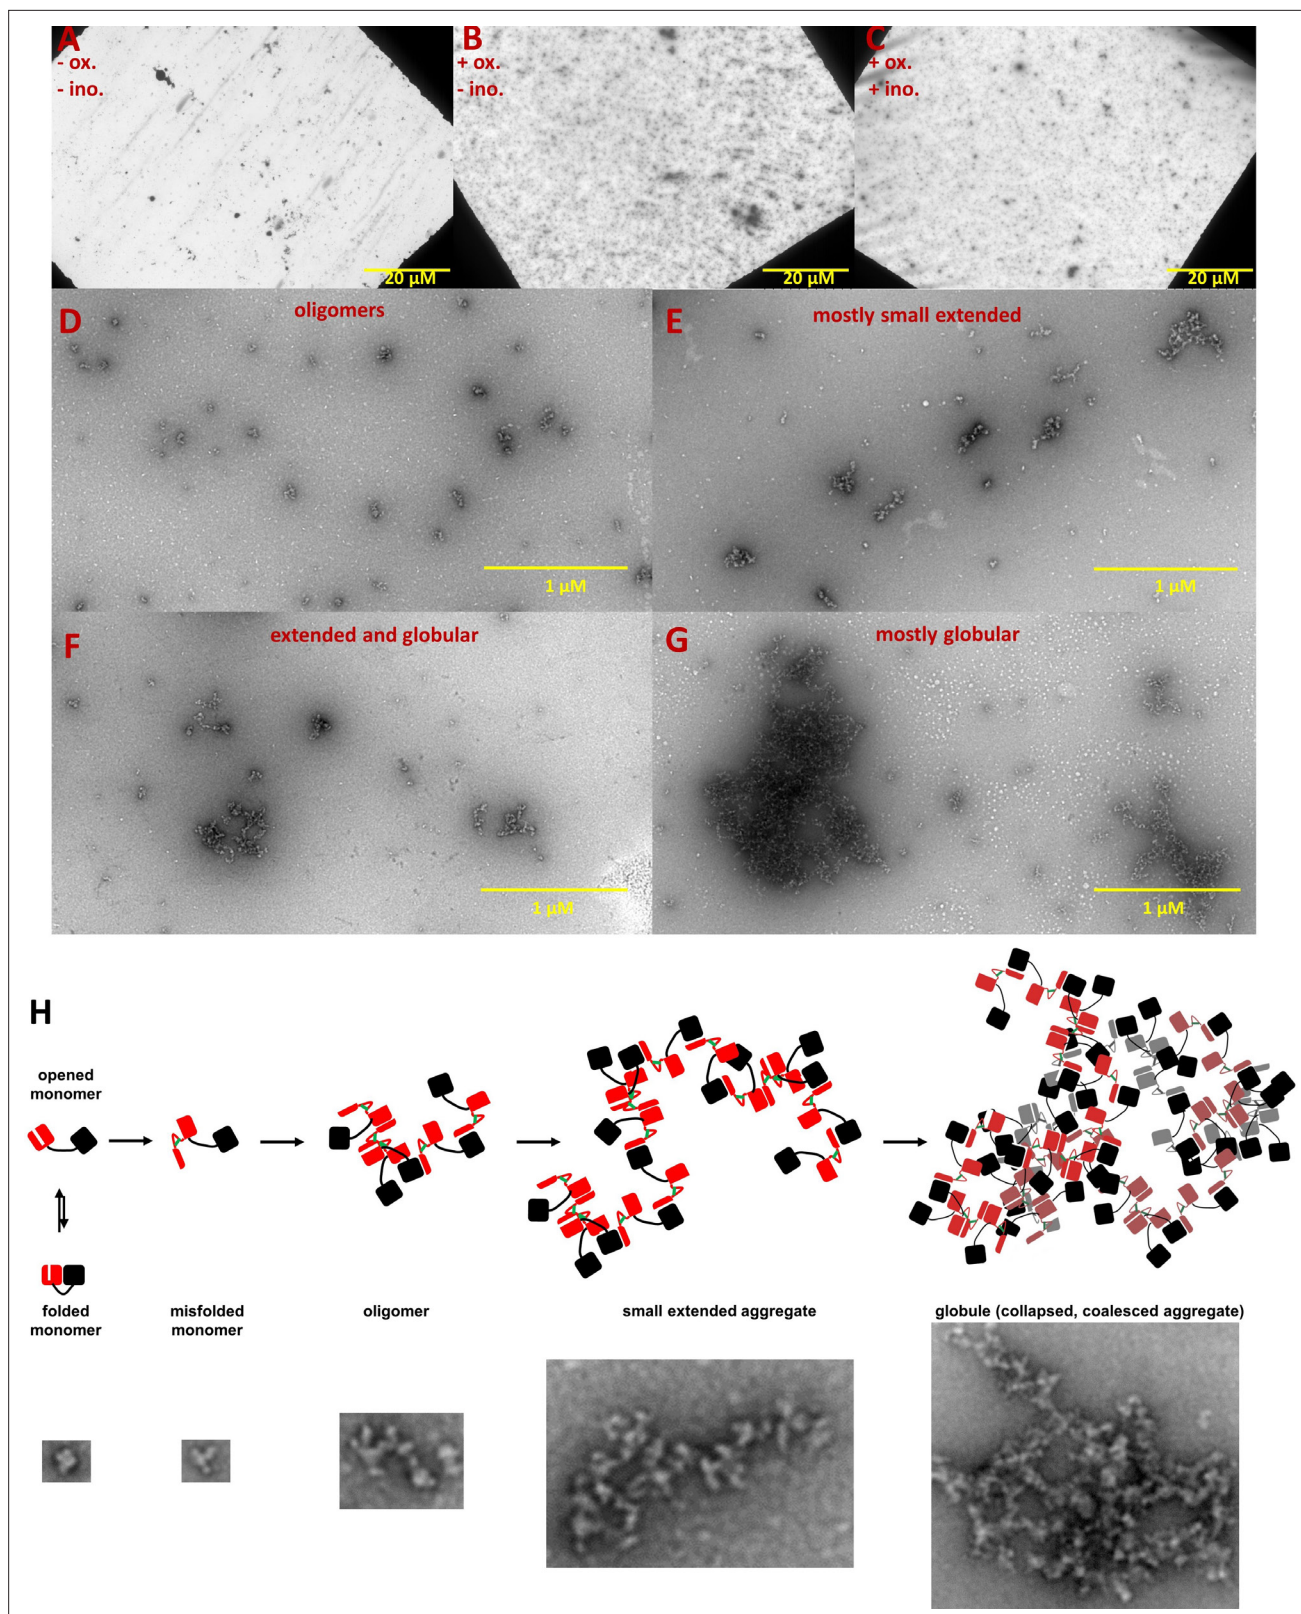 A
- ox.
- ino.
B
+ ox.
- ino.
C
+ ox.
+ ino.
20 µM
20 µM
20 µM
D
oligomers
E
mostly small extended
1 µM
1 µM
F
extended and globular
G
mostly globular
1 µM
1 µM
H
opened
monomer
folded
monomer
misfolded
monomer
oligomer
small extended aggregate
globule (collapsed, coalesced aggregate)